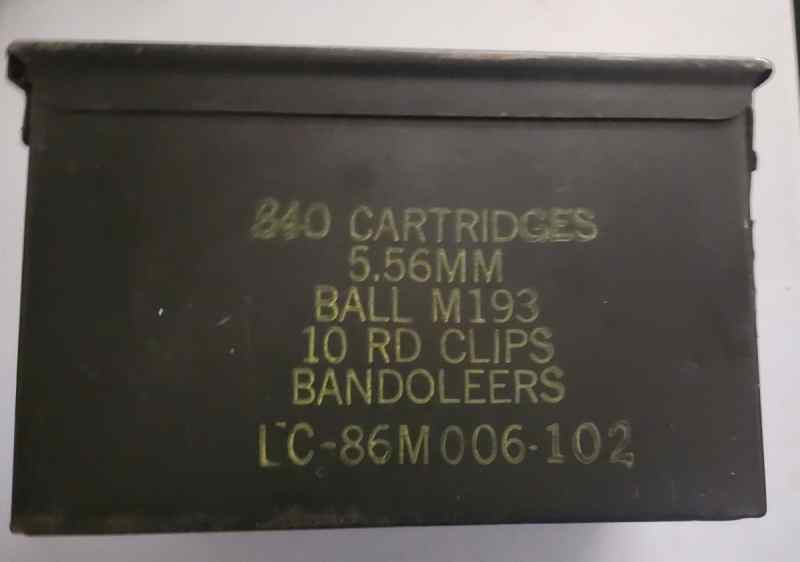 840 CARTRIDGES
5.56MM
BALL M193
10 RD CLIPS
BANDOLEERS
LC-86M006-102